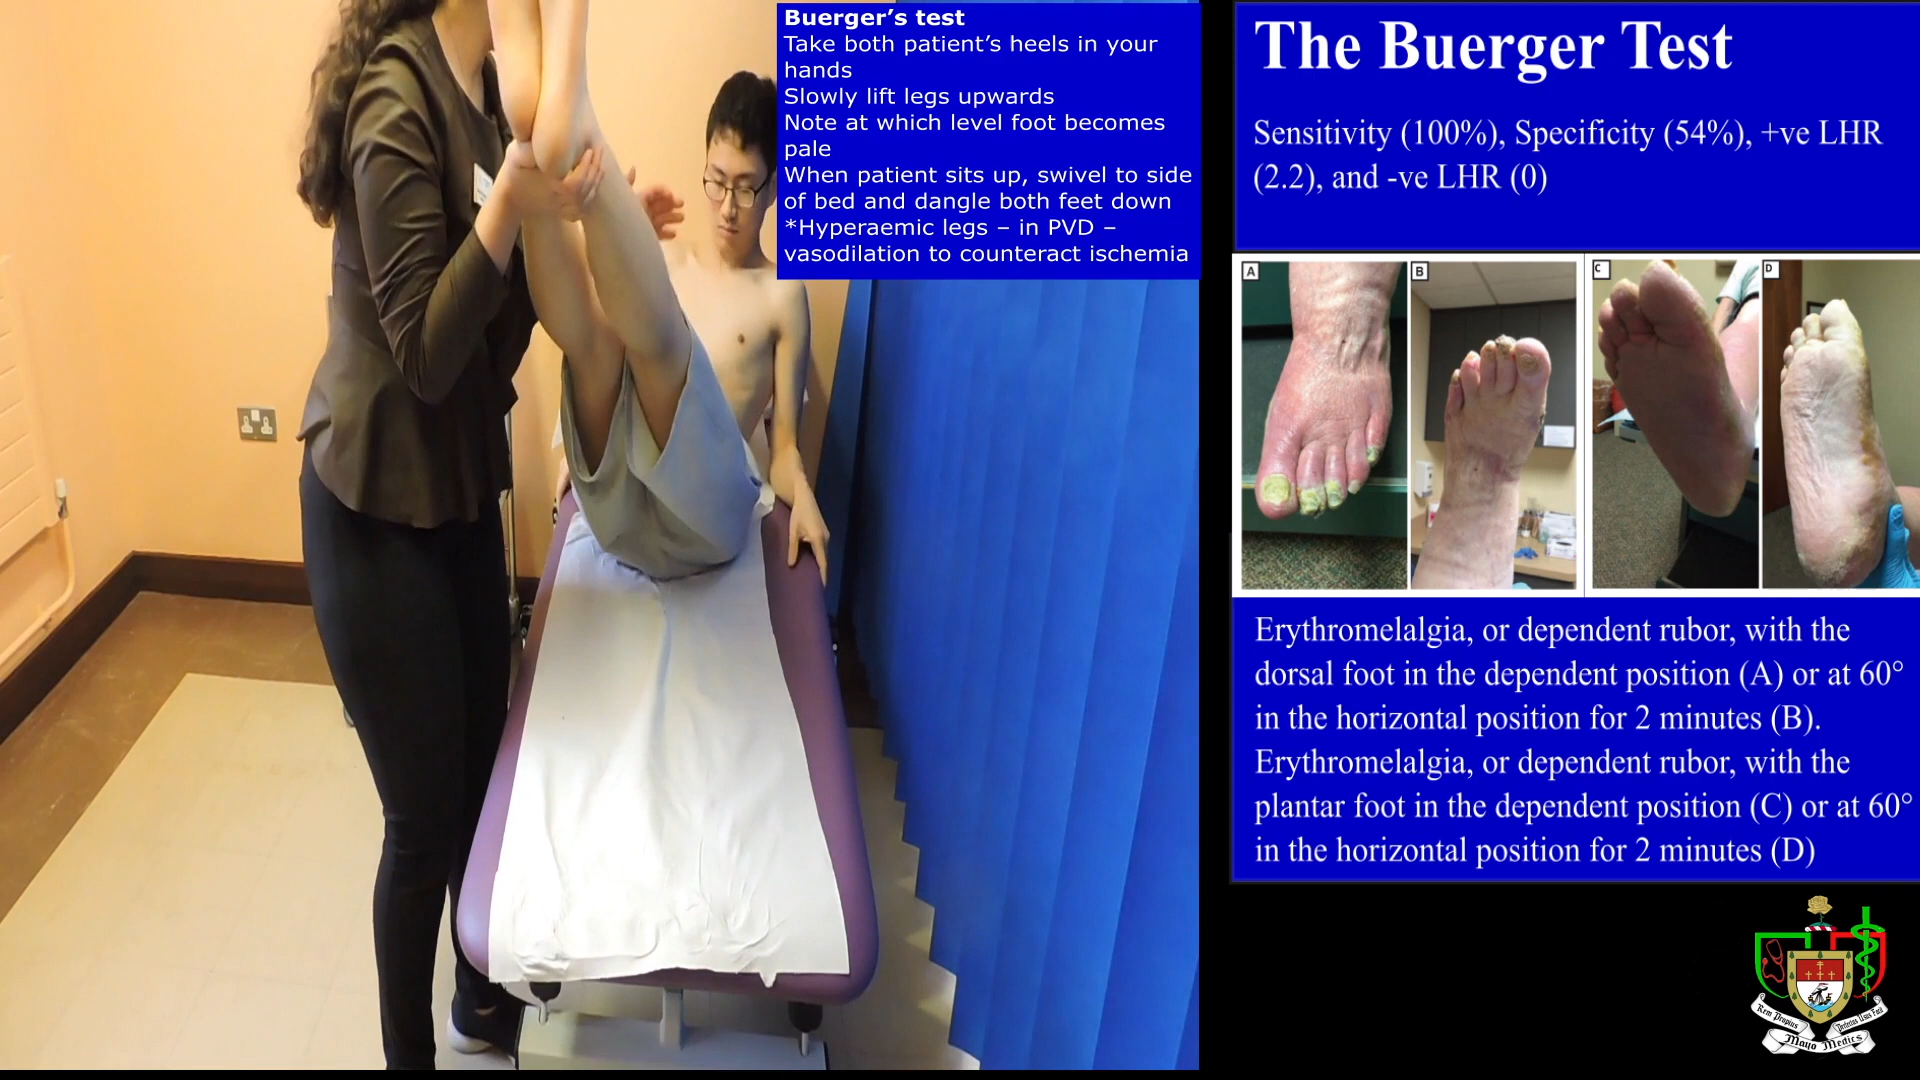 Buerger’s test
Take both patient’s heels in your
hands
Slowly lift legs upwards
Note at which level foot becomes
pale
When patient sits up, swivel to side
of bed and dangle both feet down
*Hyperaemic legs – in PVD –
vasodilation to counteract ischemia
The Buerger Test
Sensitivity (100%), Specificity (54%), +ve LHR
(2.2), and -ve LHR (0)
A
B
C
D
Erythromelalgia, or dependent rubor, with the
dorsal foot in the dependent position (A) or at 60°
in the horizontal position for 2 minutes (B).
Erythromelalgia, or dependent rubor, with the
plantar foot in the dependent position (C) or at 60°
in the horizontal position for 2 minutes (D)
Mayo Medics